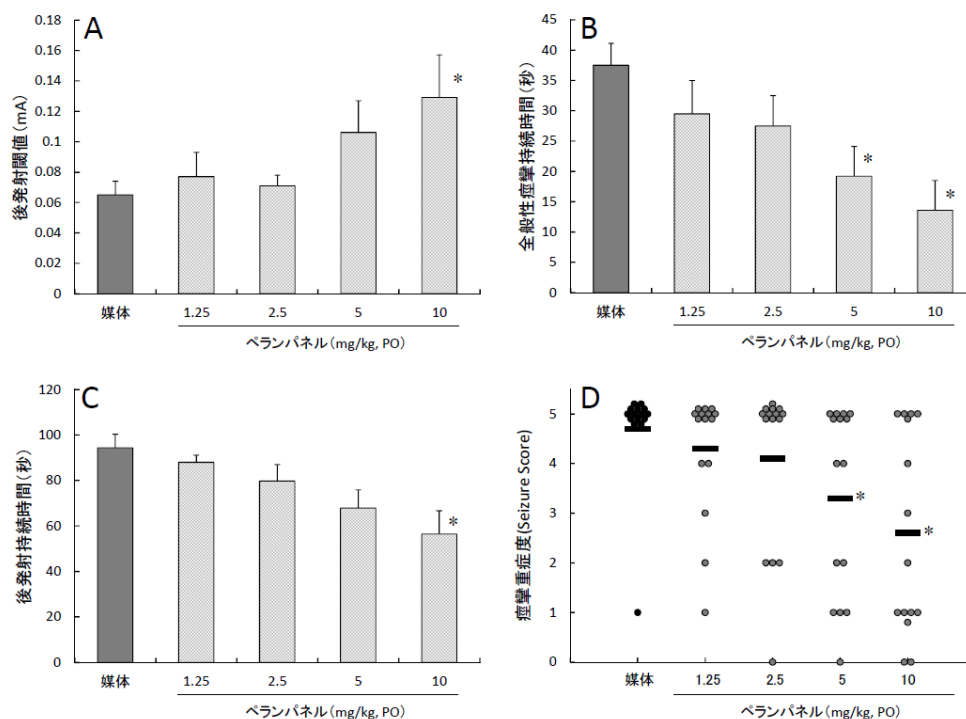 A
後発射閾値(mA)
0.18
0.16
0.14
0.12
0.1
0.08
0.06
0.04
0.02
0
*
媒体 1.25 2.5 5 10
ペランパネル(mg/kg, PO)
B
全般性痙攣持続時間(秒)
45
40
35
30
25
20
15
10
5
0
*
*
媒体 1.25 2.5 5 10
ペランパネル(mg/kg, PO)
C
後発射持続時間(秒)
120
100
80
60
40
20
0
*
媒体 1.25 2.5 5 10
ペランパネル(mg/kg, PO)
D
痙攣重症度(Seizure Score)
5
4
3
2
1
0
*
*
媒体 1.25 2.5 5 10
ペランパネル(mg/kg, PO)